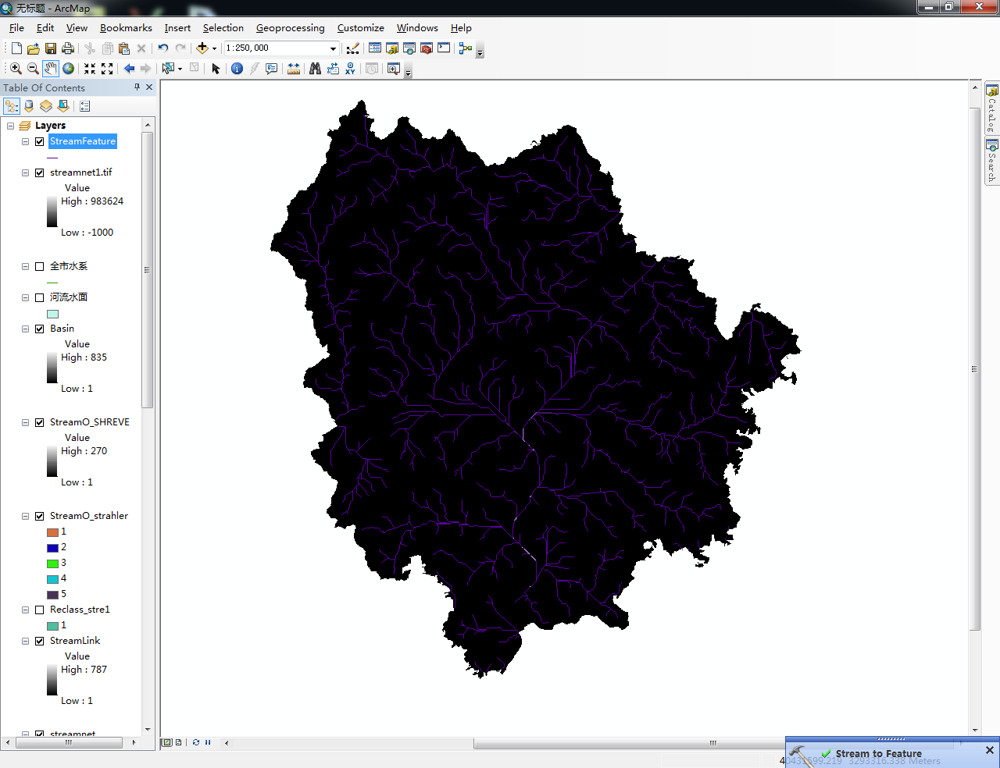 无标题 - ArcMap
File Edit View Bookmarks Insert Selection Geoprocessing Customize Windows Help
1:250,000
Table Of Contents
Layers
StreamFeature
streamnet1.tif
Value
High : 983624
Low : -1000
全市水系
河流水面
Basin
Value
High : 835
Low : 1
StreamO_SHREVE
Value
High : 270
Low : 1
StreamO_strahler
1
2
3
4
5
Reclass_stre1
1
StreamLink
Value
High : 787
Low : 1
streamnet
Catalog
Search
XY
Stream to Feature
40431599.219 3293316.338 Meters